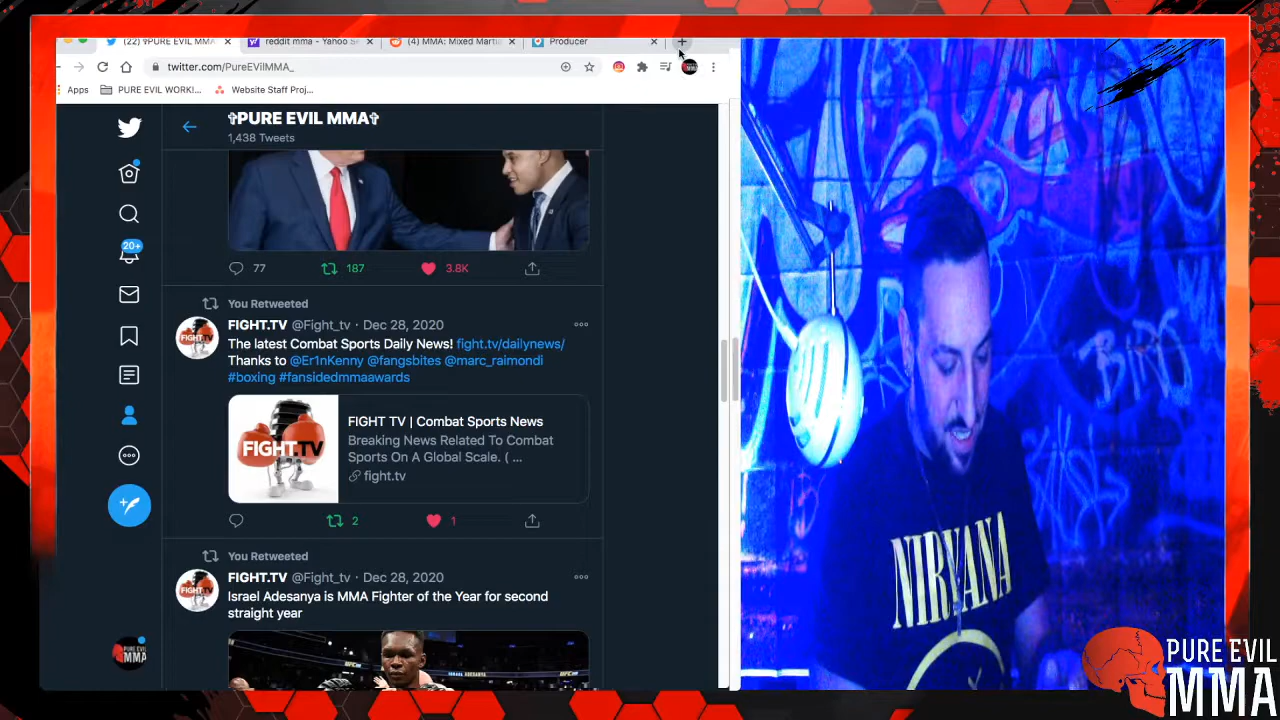 (22) ✞PURE EVIL MMA
reddit mma - Yahoo Se
(4) MMA: Mixed Martia
Producer
twitter.com/PureEVilMMA_
Apps
PURE EVIL WORKI...
Website Staff Proj...
✞PURE EVIL MMA✞
1,438 Tweets
77
187
3.8K
20+
You Retweeted
FIGHT.TV @Fight_tv · Dec 28, 2020
The latest Combat Sports Daily News! fight.tv/dailynews/
Thanks to @Er1nKenny @fangsbites @marc_raimondi
#boxing #fansidedmmaawards
FIGHT.TV
FIGHT TV | Combat Sports News
Breaking News Related To Combat
Sports On A Global Scale. ( ...
fight.tv
2
1
You Retweeted
FIGHT.TV @Fight_tv · Dec 28, 2020
Israel Adesanya is MMA Fighter of the Year for second
straight year
NIRVANA
PURE EVIL
MMA